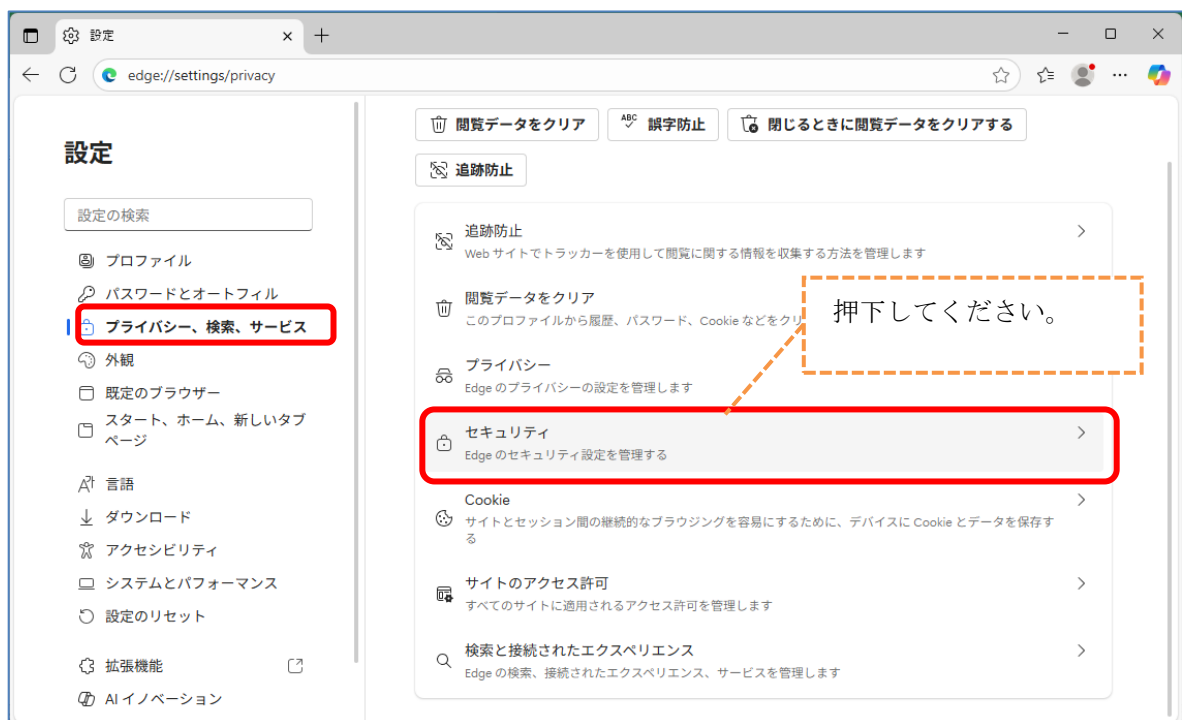 設定
edge://settings/privacy
設定
設定の検索
プロファイル
パスワードとオートフィル
プライバシー、検索、サービス
外観
既定のブラウザー
スタート、ホーム、新しいタブ
ページ
言語
ダウンロード
アクセシビリティ
システムとパフォーマンス
設定のリセット
拡張機能
AI イノベーション
閲覧データをクリア
ABC 誤字防止
閉じるときに閲覧データをクリアする
追跡防止
追跡防止
Web サイトでトラッカーを使用して閲覧に関する情報を収集する方法を管理します
閲覧データをクリア
このプロファイルから履歴、パスワード、Cookie などをクリ
押下してください。
プライバシー
Edge のプライバシーの設定を管理します
セキュリティ
Edge のセキュリティ設定を管理する
Cookie
サイトとセッション間の継続的なブラウジングを容易にするために、デバイスに Cookie とデータを保存す
る
サイトのアクセス許可
すべてのサイトに適用されるアクセス許可を管理します
検索と接続されたエクスペリエンス
Edge の検索、接続されたエクスペリエンス、サービスを管理します